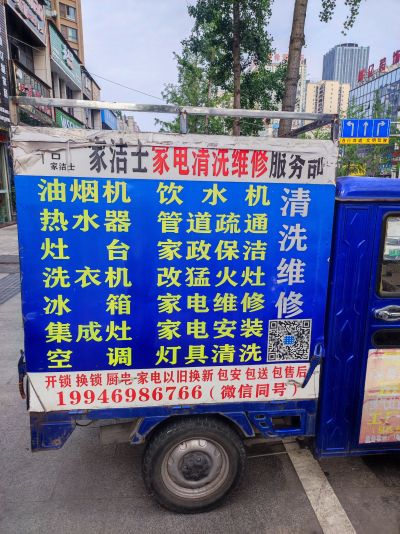 家洁士
家洁士家电清洗维修服务部
油烟机 饮水机
热水器 管道疏通
灶台 家政保洁
洗衣机 改猛火灶
冰箱 家电维修
集成灶 家电安装
空调 灯具清洗
清洗维修
开锁 换锁 厨电·家电以旧换新 包安 包送 包售后
19946986766(微信同号)